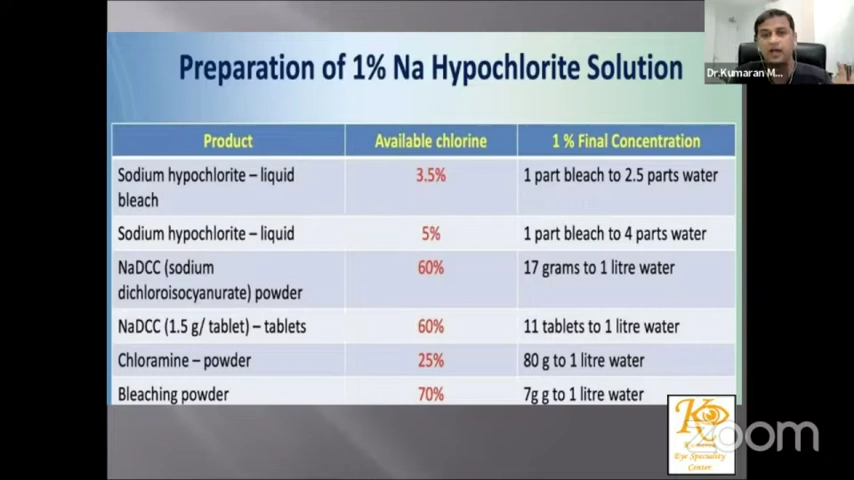 Dr.Kumaran M...
Preparation of 1% Na Hypochlorite Solution
Product Available chlorine 1 % Final Concentration
Sodium hypochlorite – liquid 3.5% 1 part bleach to 2.5 parts water
bleach
Sodium hypochlorite – liquid 5% 1 part bleach to 4 parts water
NaDCC (sodium 60% 17 grams to 1 litre water
dichloroisocyanurate) powder
NaDCC (1.5 g/ tablet) – tablets 60% 11 tablets to 1 litre water
Chloramine – powder 25% 80 g to 1 litre water
Bleaching powder 70% 7g g to 1 litre water
zoom
Eye Speciality
Center